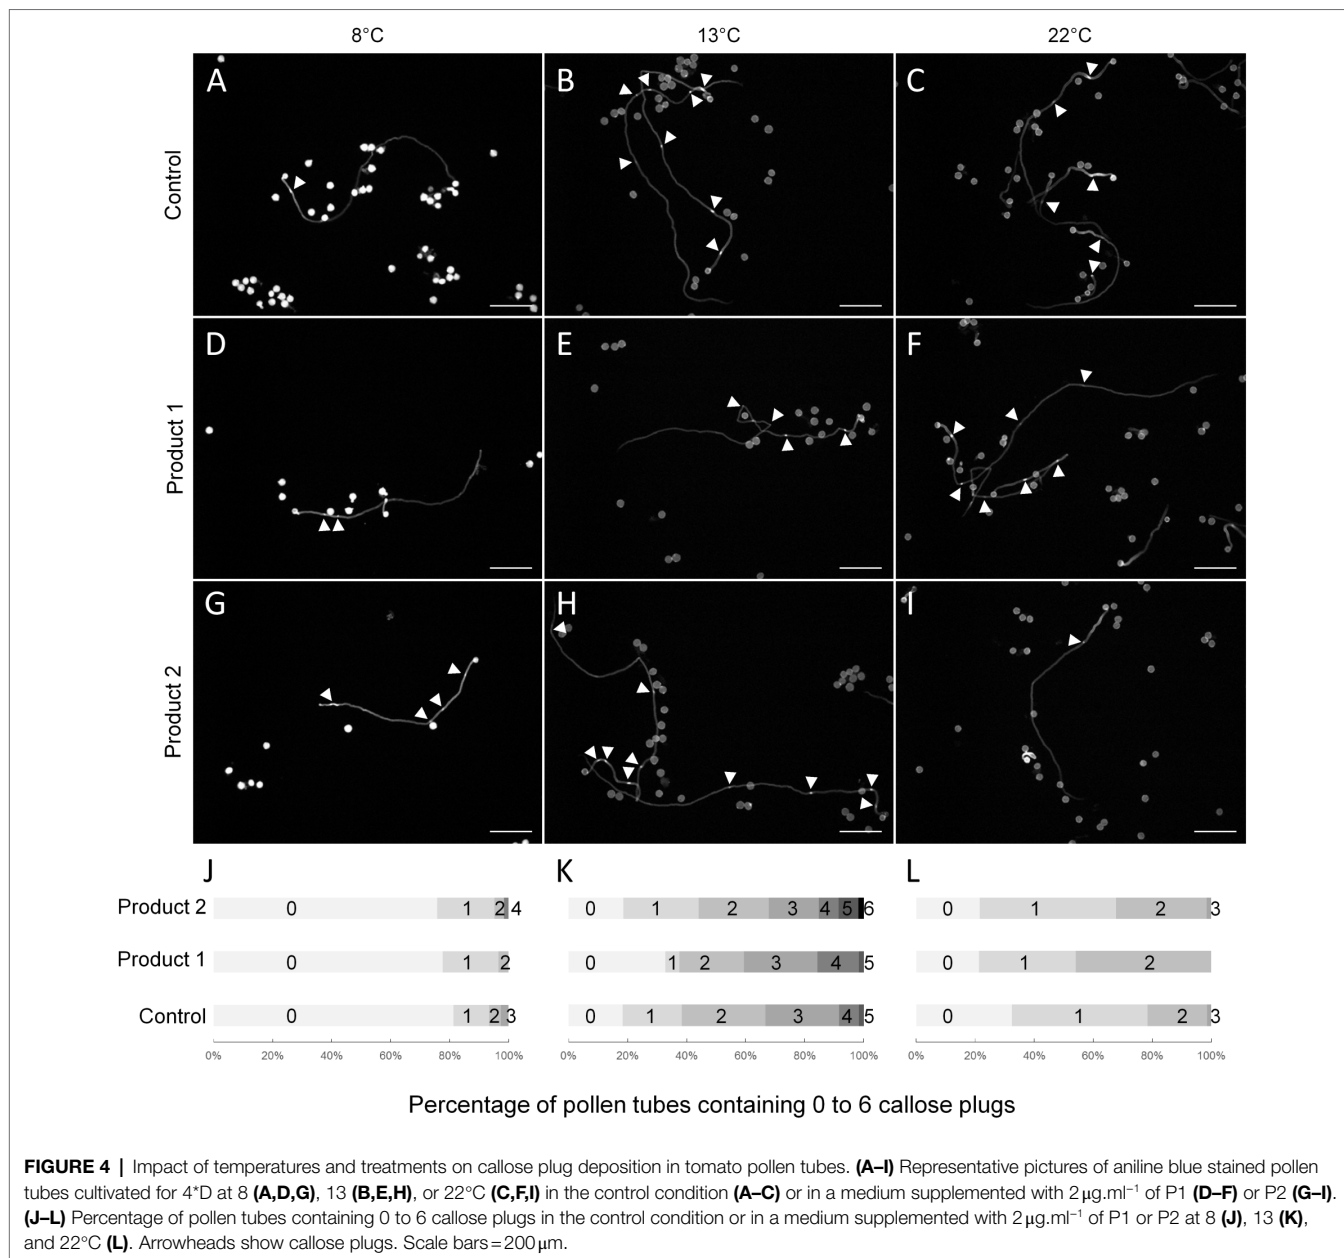 8°C 13°C 22°C
A B C
Control
D E F
Product 1
G H I
Product 2
J K L
Product 2 0 1 2 4 0 1 2 3 4 5 6 0 1 2 3
Product 1 0 1 2 0 1 2 3 4 5 0 1 2
Control 0 1 2 3 0 1 2 3 4 5 0 1 2 3
0% 20% 40% 60% 80% 100% 0% 20% 40% 60% 80% 100% 0% 20% 40% 60% 80% 100%
Percentage of pollen tubes containing 0 to 6 callose plugs
FIGURE 4 | Impact of temperatures and treatments on callose plug deposition in tomato pollen tubes. (A–I) Representative pictures of aniline blue stained pollen
tubes cultivated for 4*D at 8 (A,D,G), 13 (B,E,H), or 22°C (C,F,I) in the control condition (A–C) or in a medium supplemented with 2 μg.ml⁻¹ of P1 (D–F) or P2 (G–I).
(J–L) Percentage of pollen tubes containing 0 to 6 callose plugs in the control condition or in a medium supplemented with 2 μg.ml⁻¹ of P1 or P2 at 8 (J), 13 (K),
and 22°C (L). Arrowheads show callose plugs. Scale bars = 200 μm.